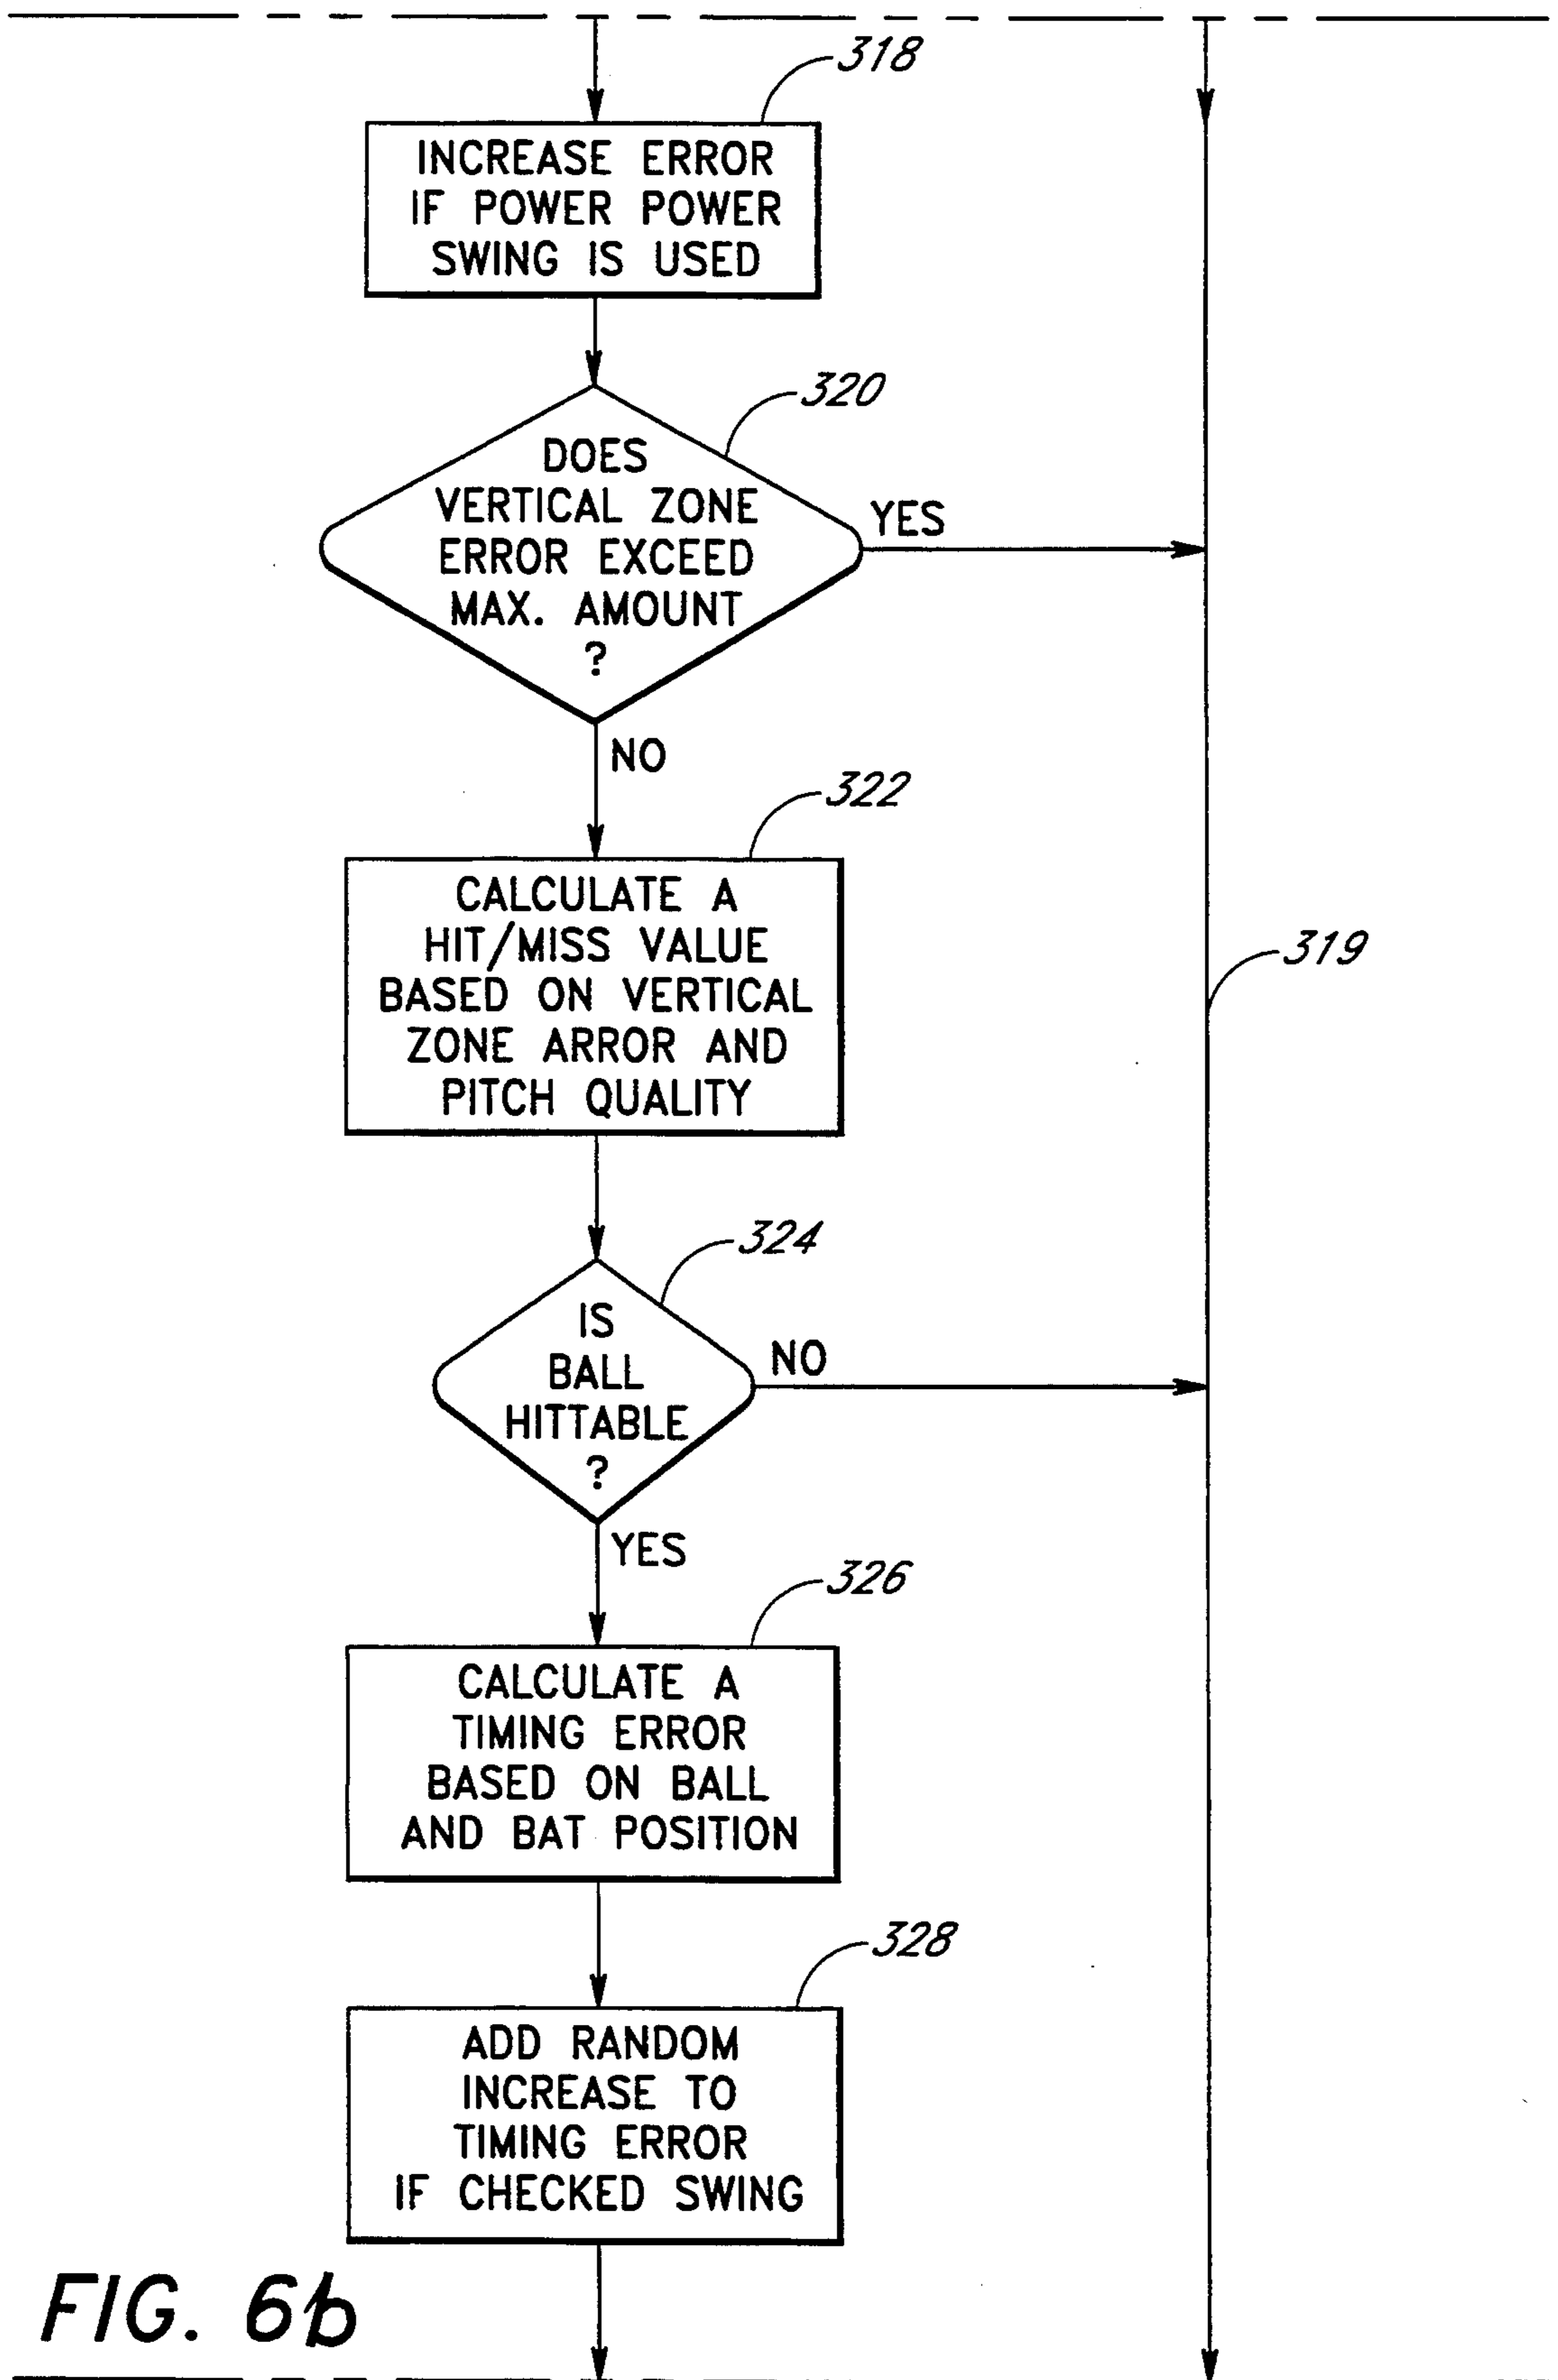 318
INCREASE ERROR
IF POWER POWER
SWING IS USED
320
DOES
VERTICAL ZONE
ERROR EXCEED
MAX. AMOUNT
?
YES
NO
322
CALCULATE A
HIT/MISS VALUE
BASED ON VERTICAL
ZONE ARROR AND
PITCH QUALITY
319
324
IS
BALL
HITTABLE
?
NO
YES
326
CALCULATE A
TIMING ERROR
BASED ON BALL
AND BAT POSITION
328
ADD RANDOM
INCREASE TO
TIMING ERROR
IF CHECKED SWING
FIG. 6b